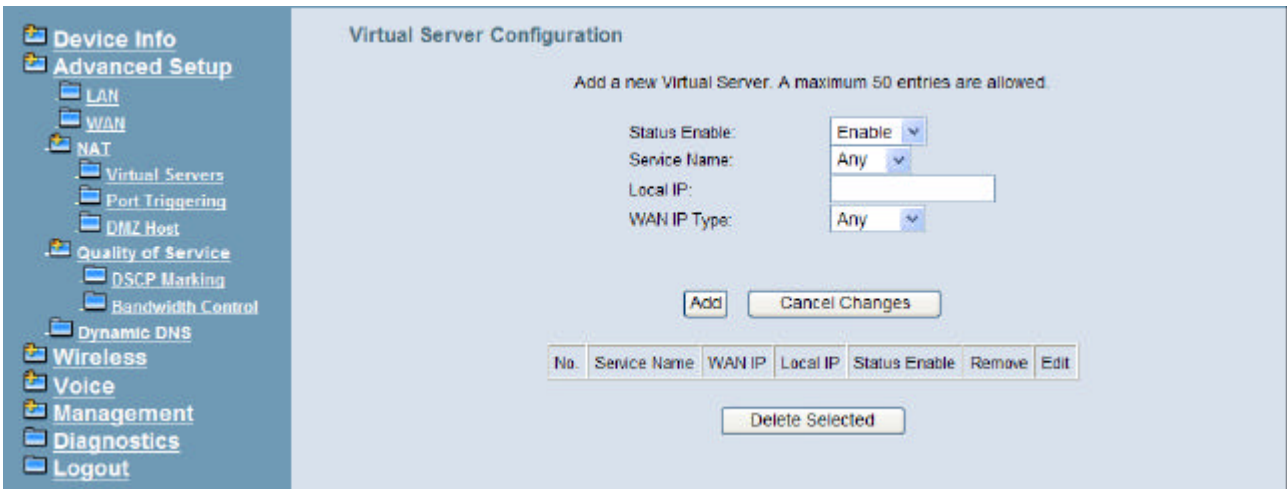 Device Info
Advanced Setup
LAN
WAN
NAT
Virtual Servers
Port Triggering
DMZ Host
Quality of Service
DSCP Marking
Bandwidth Control
Dynamic DNS
Wireless
Voice
Management
Diagnostics
Logout
Virtual Server Configuration
Add a new Virtual Server. A maximum 50 entries are allowed.
Status Enable: Enable
Service Name: Any
Local IP:
WAN IP Type: Any
Add Cancel Changes
No. Service Name WAN IP Local IP Status Enable Remove Edit
Delete Selected